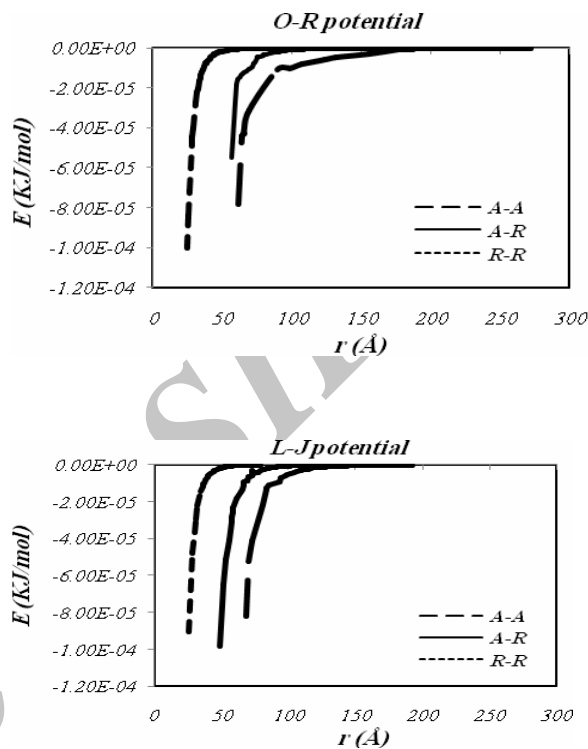 O-R potential
E (KJ/mol)
0.00E+00
-2.00E-05
-4.00E-05
-6.00E-05
-8.00E-05
-1.00E-04
-1.20E-04
A-A
A-R
R-R
0 50 100 150 200 250 300
r (Å)
L-J potential
E (KJ/mol)
0.00E+00
-2.00E-05
-4.00E-05
-6.00E-05
-8.00E-05
-1.00E-04
-1.20E-04
A-A
A-R
R-R
0 50 100 150 200 250 300
r (Å)